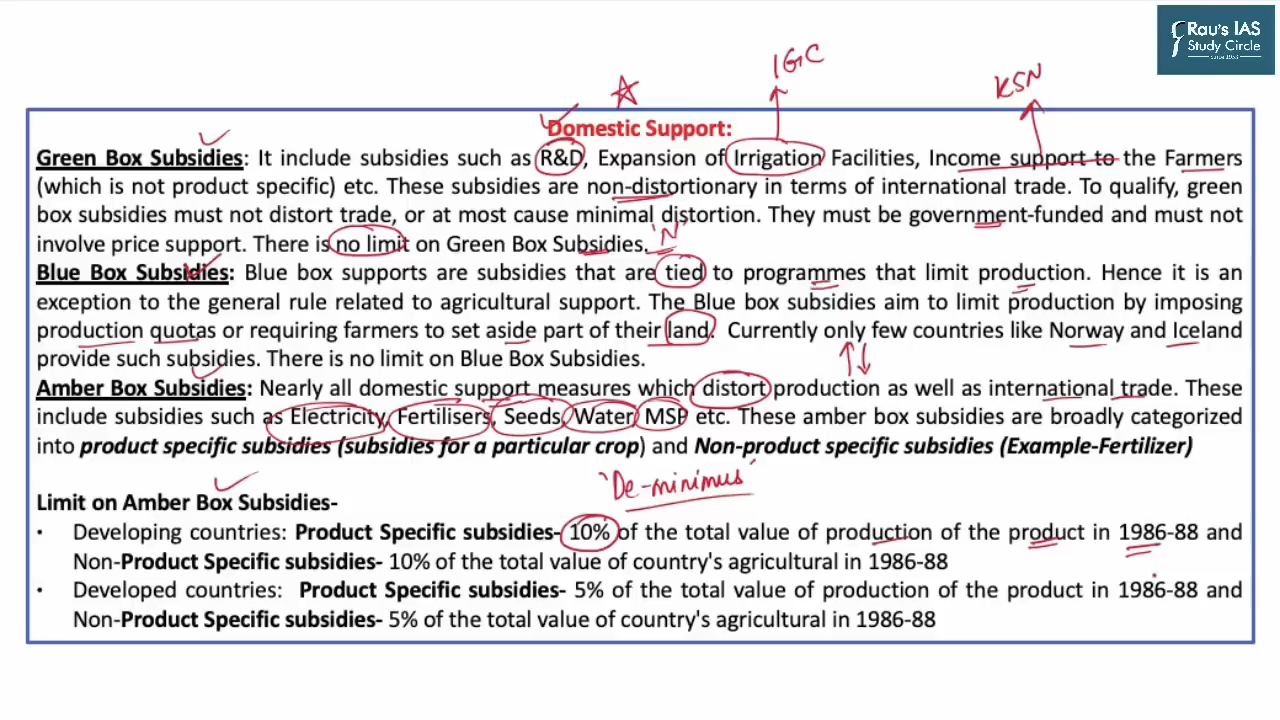 Rau's IAS
Study Circle
since 1953
IGC
KSN
Domestic Support:
Green Box Subsidies: It include subsidies such as R&D, Expansion of Irrigation Facilities, Income support to the Farmers
(which is not product specific) etc. These subsidies are non-distortionary in terms of international trade. To qualify, green
box subsidies must not distort trade, or at most cause minimal distortion. They must be government-funded and must not
involve price support. There is no limit on Green Box Subsidies. 'N'
Blue Box Subsidies: Blue box supports are subsidies that are tied to programmes that limit production. Hence it is an
exception to the general rule related to agricultural support. The Blue box subsidies aim to limit production by imposing
production quotas or requiring farmers to set aside part of their land. Currently only few countries like Norway and Iceland
provide such subsidies. There is no limit on Blue Box Subsidies.
Amber Box Subsidies: Nearly all domestic support measures which distort production as well as international trade. These
include subsidies such as Electricity, Fertilisers, Seeds, Water, MSP etc. These amber box subsidies are broadly categorized
into product specific subsidies (subsidies for a particular crop) and Non-product specific subsidies (Example-Fertilizer)
'De-minimus'
Limit on Amber Box Subsidies-
• Developing countries: Product Specific subsidies- 10% of the total value of production of the product in 1986-88 and
Non-Product Specific subsidies- 10% of the total value of country's agricultural in 1986-88
• Developed countries: Product Specific subsidies- 5% of the total value of production of the product in 1986-88 and
Non-Product Specific subsidies- 5% of the total value of country's agricultural in 1986-88